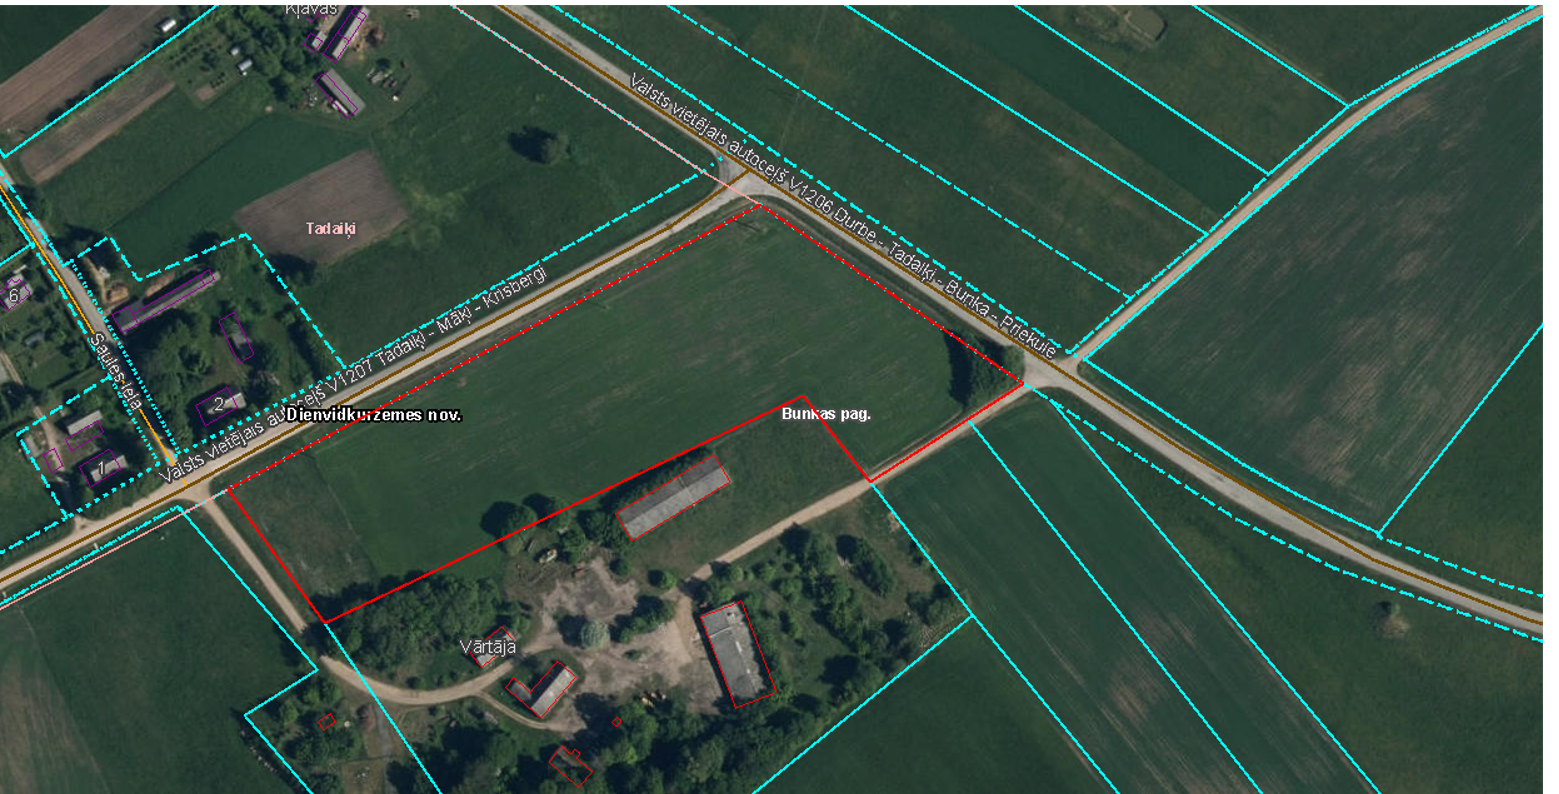 Kļavas
Valsts vietējais autoceļš V1206 Durbe - Tadaiķi - Bunka - Priekule
Tadaiķi
6
Saules iela
2
1
Valsts vietējais autoceļš V1207 Tadaiķi - Māķi - Krisbergi
Dienvidkurzemes nov.
Bunkas pag.
Vārtāja